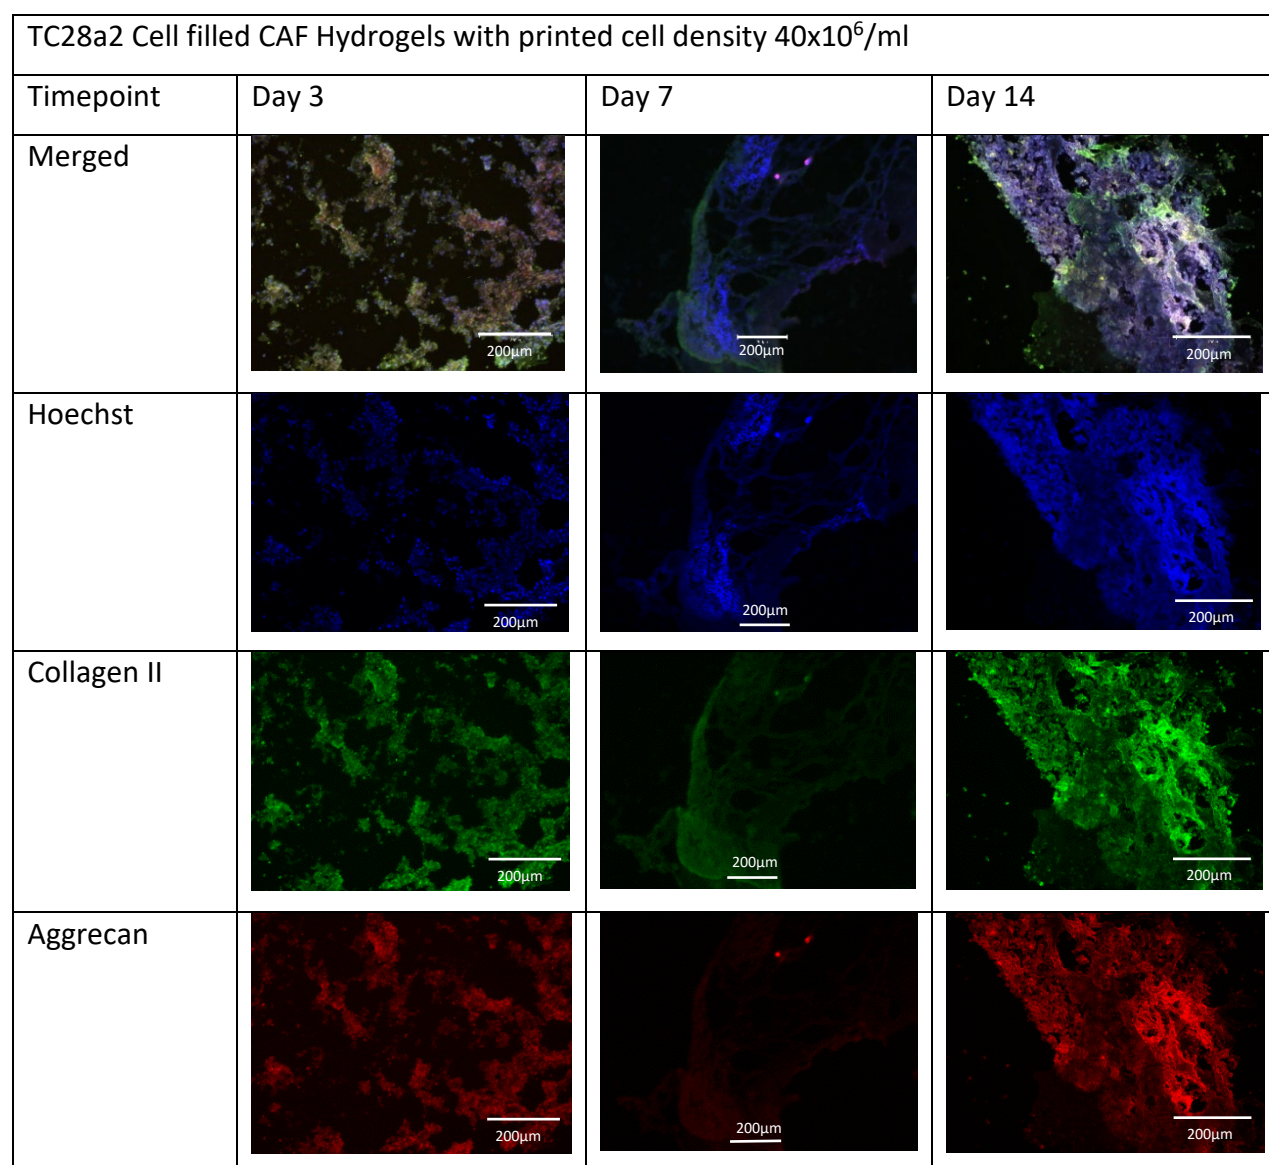 TC28a2 Cell filled CAF Hydrogels with printed cell density 40x10⁶/ml
Timepoint Day 3 Day 7 Day 14
Merged
200µm 200µm 200µm
Hoechst
200µm 200µm 200µm
Collagen II
200µm 200µm 200µm
Aggrecan
200µm 200µm 200µm